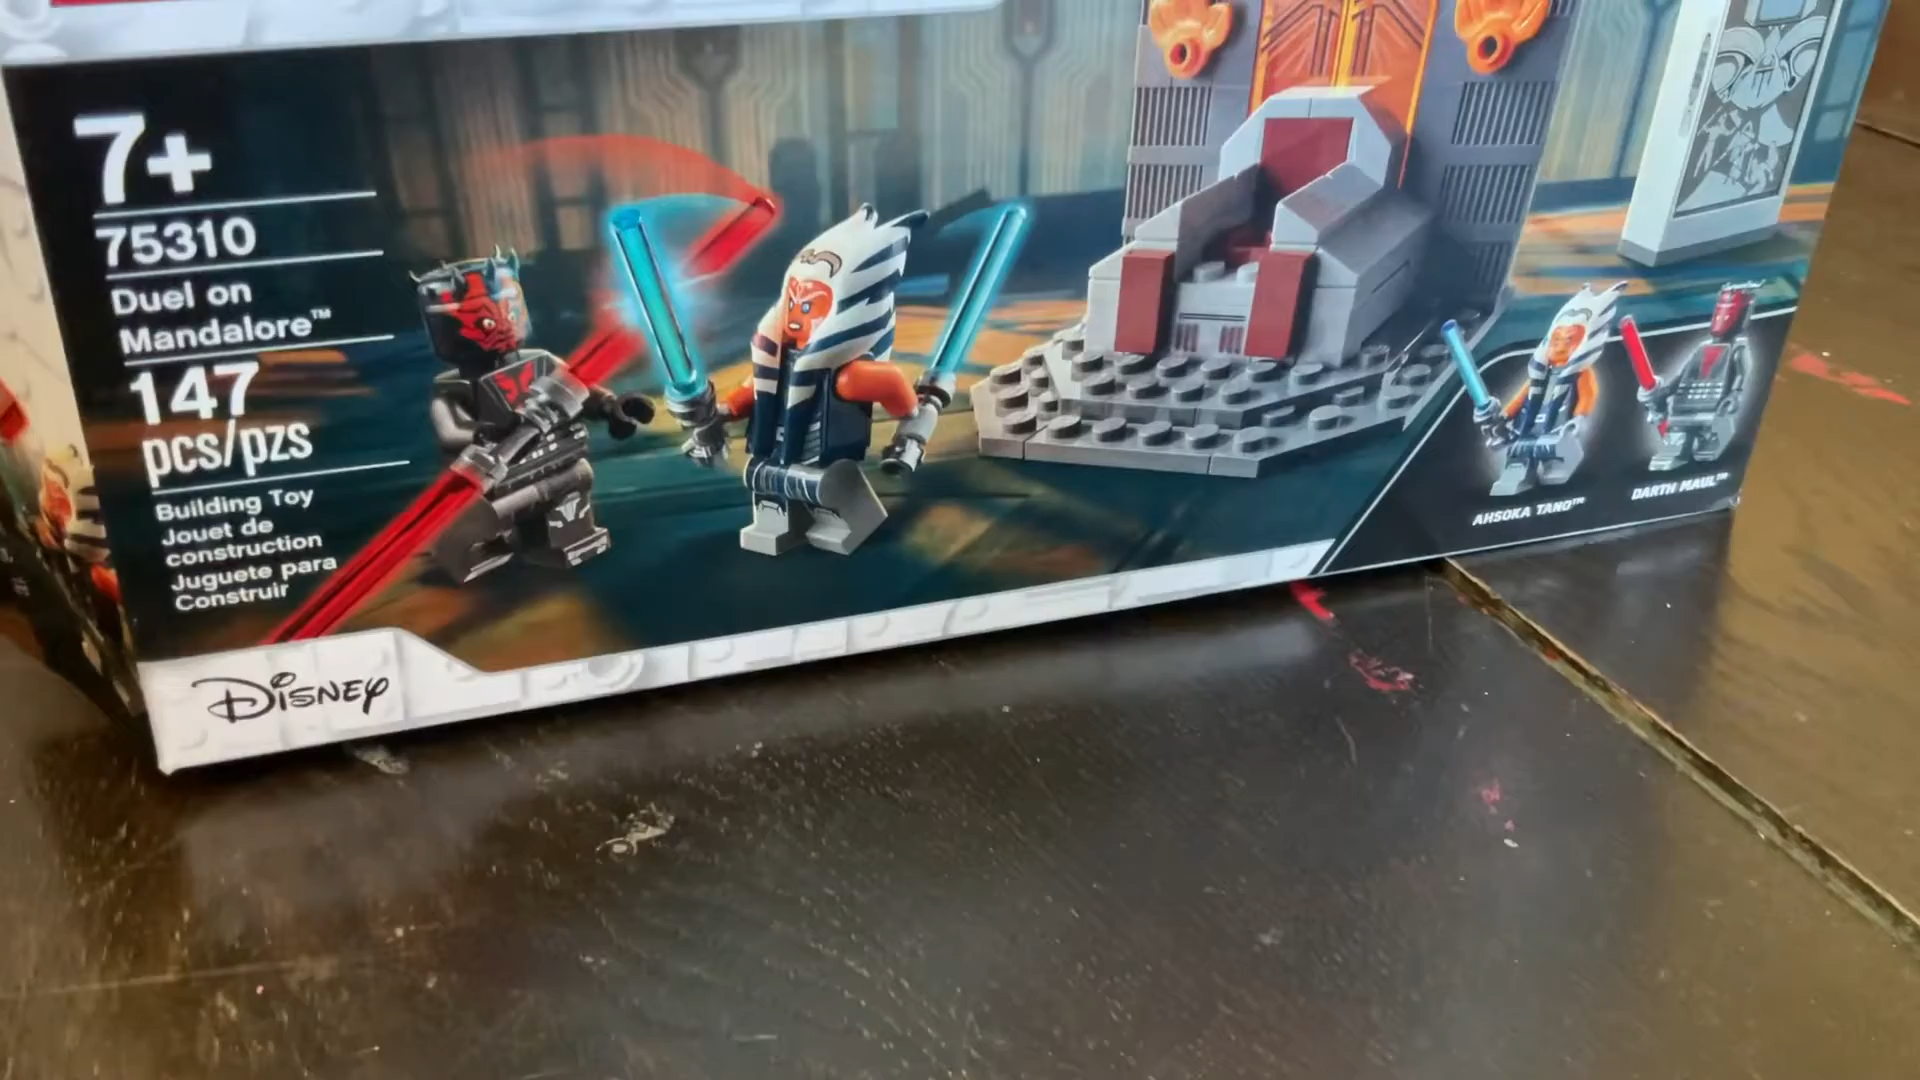 7+
75310
Duel on
Mandalore™
147
pcs/pzs
Building Toy
Jouet de
construction
Juguete para
Construir
Disney
AHSOKA TANO™
DARTH MAUL™